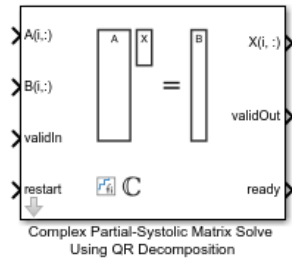 A(i,:)
B(i,:)
validIn
restart
A
X
=
B
ℂ
X(i, :)
validOut
ready
Complex Partial-Systolic Matrix Solve
Using QR Decomposition